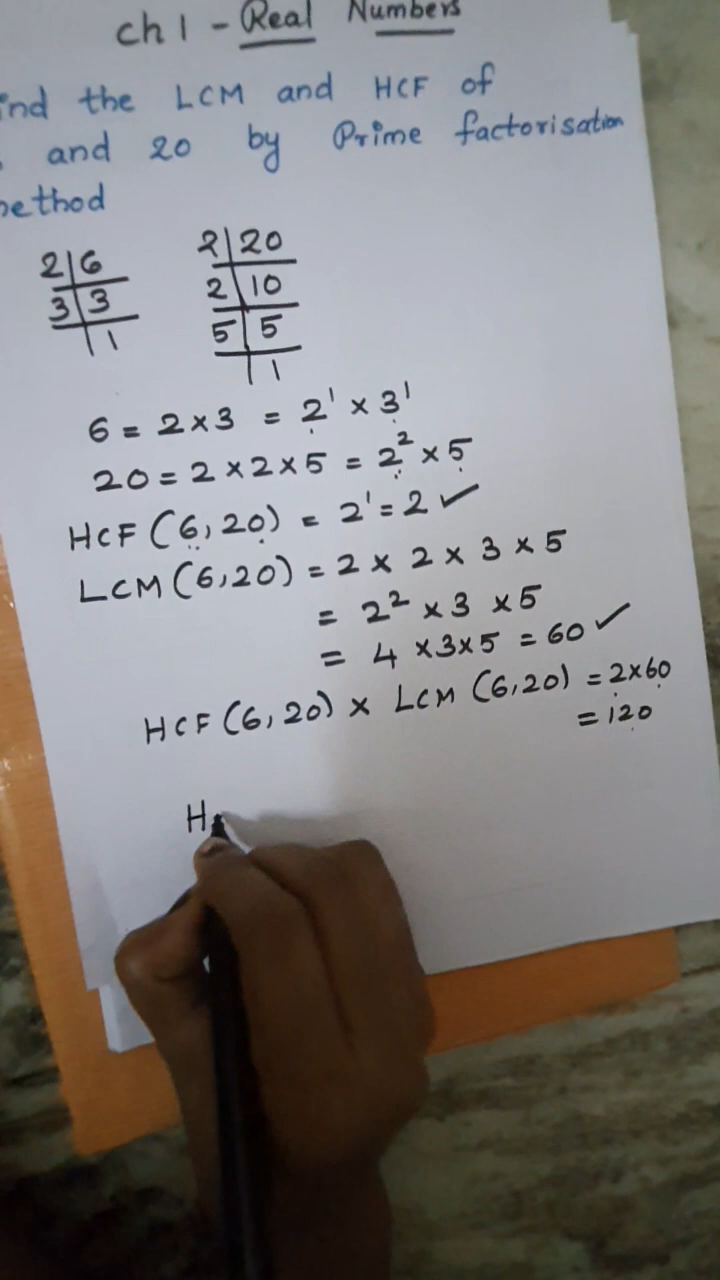 Ch 1 - Real Numbers
ind the LCM and HCF of
and 20 by Prime factorisation
ethod
2|6
3|3
|1
2|20
2|10
5|5
|1
6 = 2×3 = 2¹ × 3¹
20 = 2×2×5 = 2² × 5
HCF (6,20) = 2¹ = 2 ✓
LCM (6,20) = 2 × 2 × 3 × 5
= 2² × 3 × 5
= 4 ×3×5 = 60 ✓
HCF (6,20) × LCM (6,20) = 2×60
= 120
H